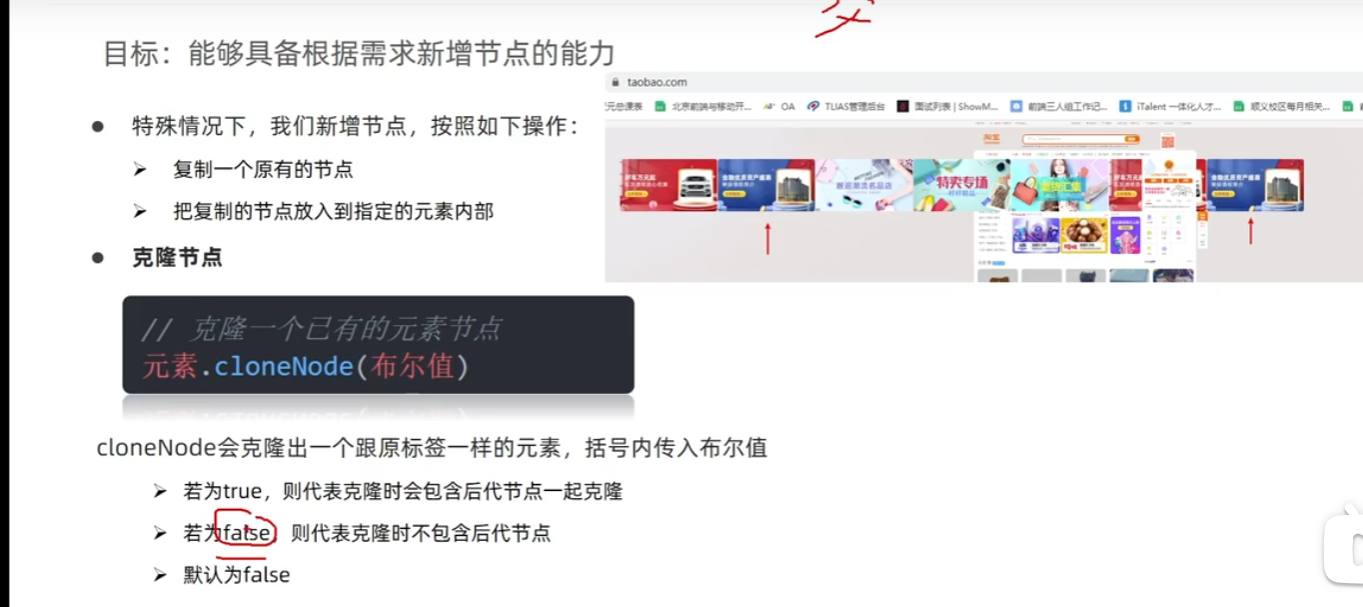 目标：能够具备根据需求新增节点的能力
taobao.com
元总课表 北京前端与移动开... OA TLIAS管理后台 面试列表 | ShowM... 前端三人组工作记... iTalent 一体化人才... 顺义校区每月相关...
特殊情况下，我们新增节点，按照如下操作：
复制一个原有的节点
特卖专场
把复制的节点放入到指定的元素内部
克隆节点
// 克隆一个已有的元素节点
元素.cloneNode(布尔值)
cloneNode会克隆出一个跟原标签一样的元素，括号内传入布尔值
若为true，则代表克隆时会包含后代节点一起克隆
若为false，则代表克隆时不包含后代节点
默认为false